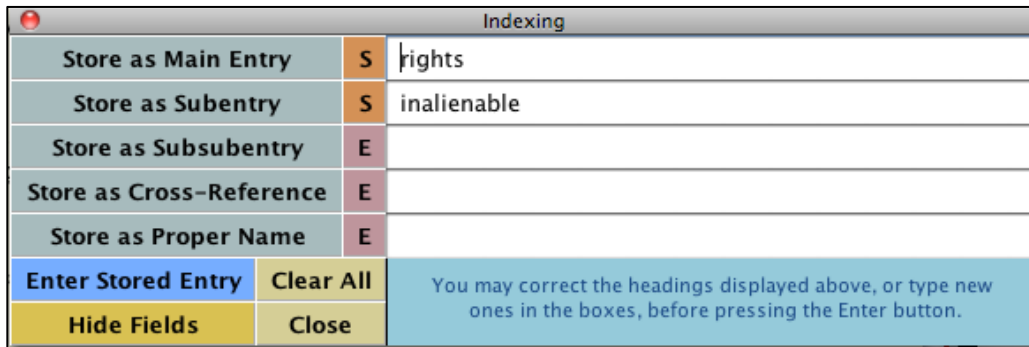 Indexing
Store as Main Entry S rights
Store as Subentry S inalienable
Store as Subsubentry E
Store as Cross-Reference E
Store as Proper Name E
Enter Stored Entry Clear All
Hide Fields Close
You may correct the headings displayed above, or type new
ones in the boxes, before pressing the Enter button.